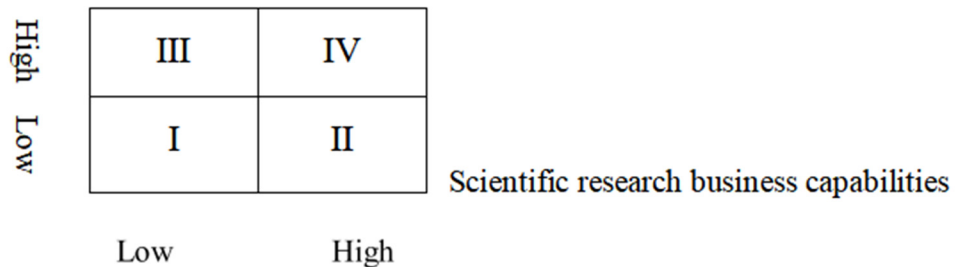 High
III IV
Low
I II
Scientific research business capabilities
Low High